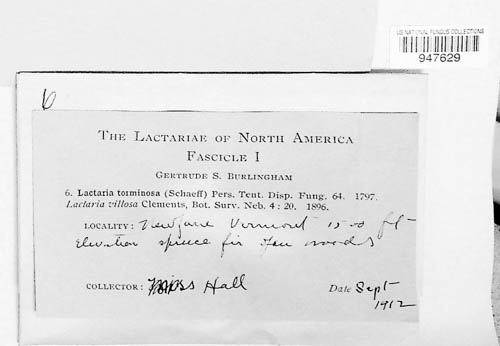 US NATIONAL FUNGUS COLLECTIONS
947629
6
THE LACTARIAE OF NORTH AMERICA
FASCICLE I
GERTRUDE S. BURLINGHAM
6. Lactaria torminosa (Schaeff) Pers. Tent. Disp. Fung. 64. 1797.
Lactaria villosa Clements, Bot. Surv. Neb. 4 : 20. 1896.
LOCALITY: Newfane Vermont 1500 ft-
Elevation spruce fir open woods
COLLECTOR: Miss Hall Date Sept
1912